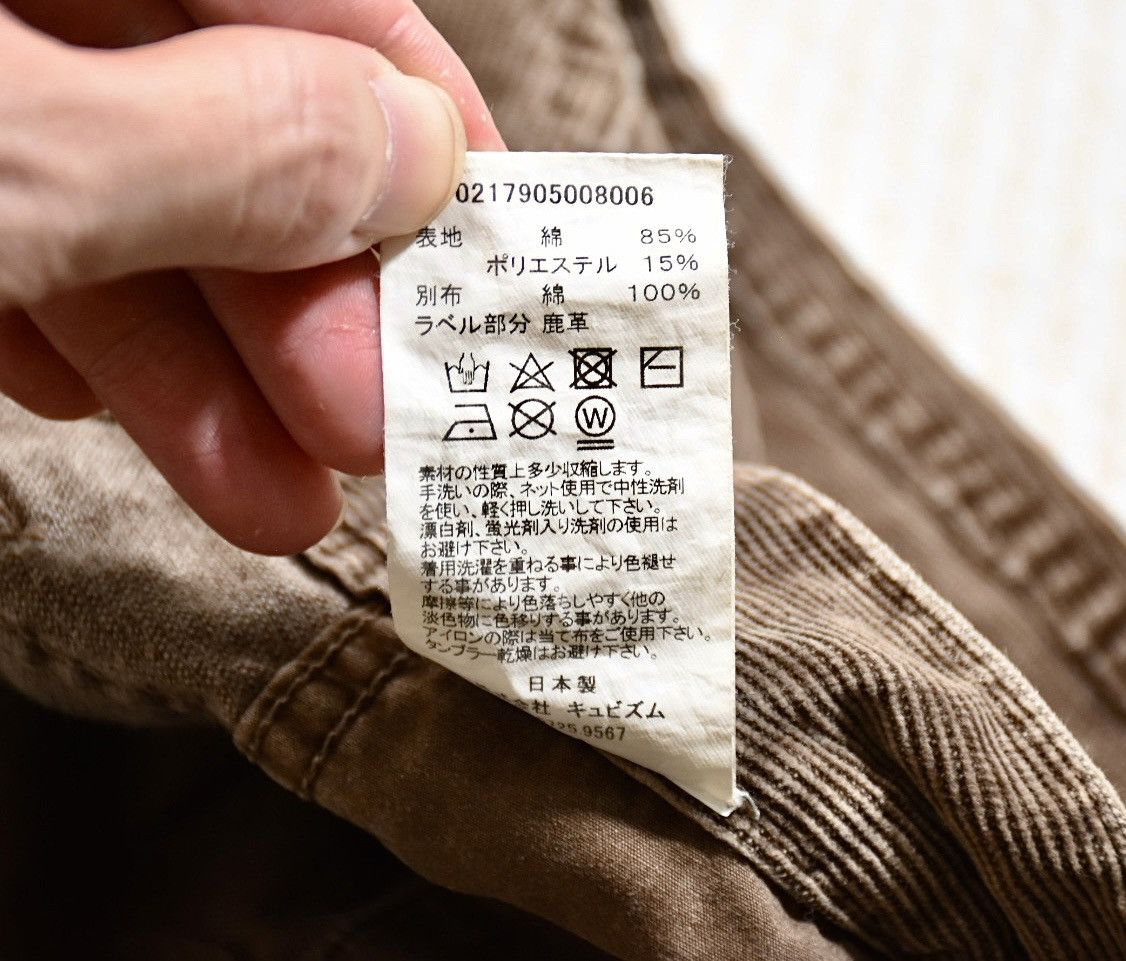 0217905008006
表地 綿 85%
ポリエステル 15%
別布 綿 100%
ラベル部分 鹿革
W
素材の性質上多少収縮します。
手洗いの際、ネット使用で中性洗剤
を使い、軽く押し洗いして下さい。
漂白剤、蛍光剤入り洗剤の使用は
お避け下さい。
着用洗濯を重ねる事により色褪せ
する事があります。
摩擦等により色落ちしやすく他の
淡色物に色移りする事があります。
アイロンの際は当て布をご使用下さい。
タンブラー乾燥はお避け下さい。
日本製
会社 キュビズム
9567